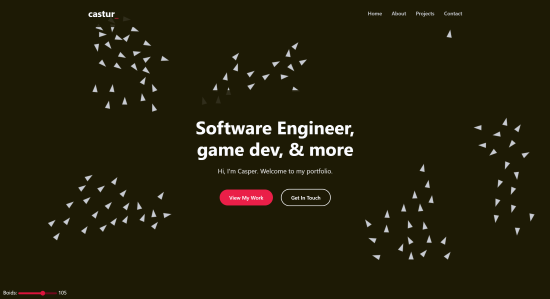 castur_
Home About Projects Contact
Software Engineer,
game dev, & more
Hi, I'm Casper. Welcome to my portfolio.
View My Work Get In Touch
Boids: 105